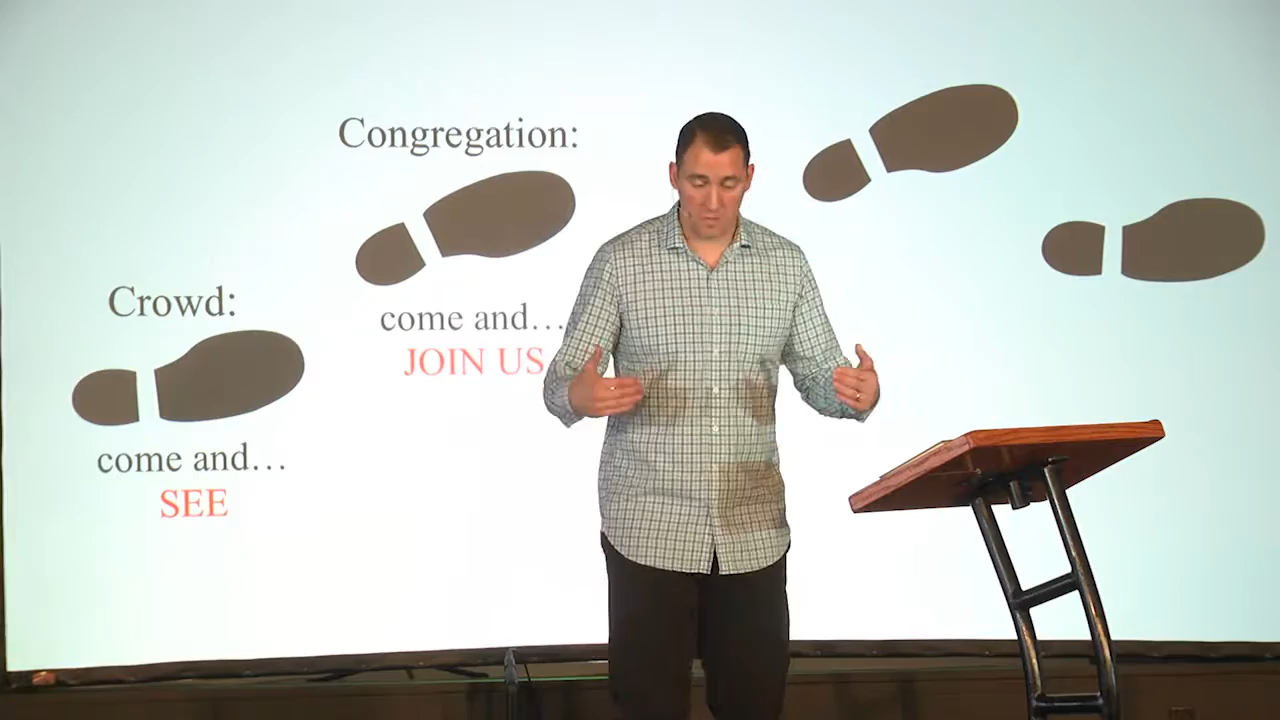 Congregation:
come and…
JOIN US
Crowd:
come and…
SEE